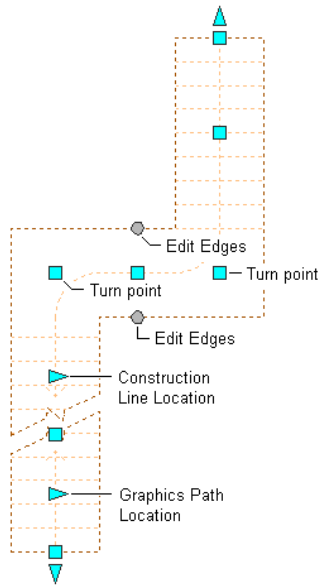 Edit Edges
Turn point
Turn point
Edit Edges
Construction
Line Location
Graphics Path
Location